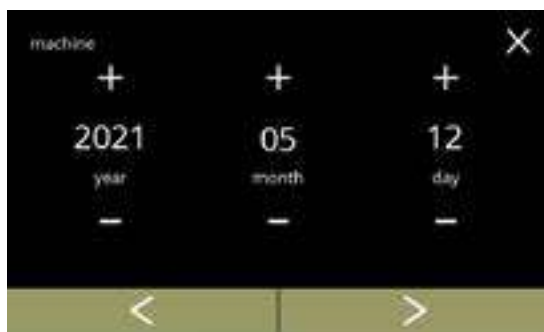 machine
X
+ + +
2021 05 12
year month day
- - -
< >